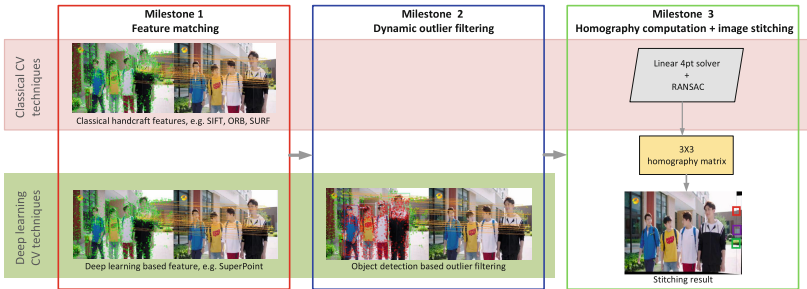 Milestone 1
Feature matching
Milestone 2
Dynamic outlier filtering
Milestone 3
Homography computation + image stitching
Classical CV
techniques
Classical handcraft features, e.g. SIFT, ORB, SURF
Linear 4pt solver
+
RANSAC
3X3
homography matrix
Deep learning
CV techniques
Deep learning based feature, e.g. SuperPoint
Object detection based outlier filtering
Stitching result